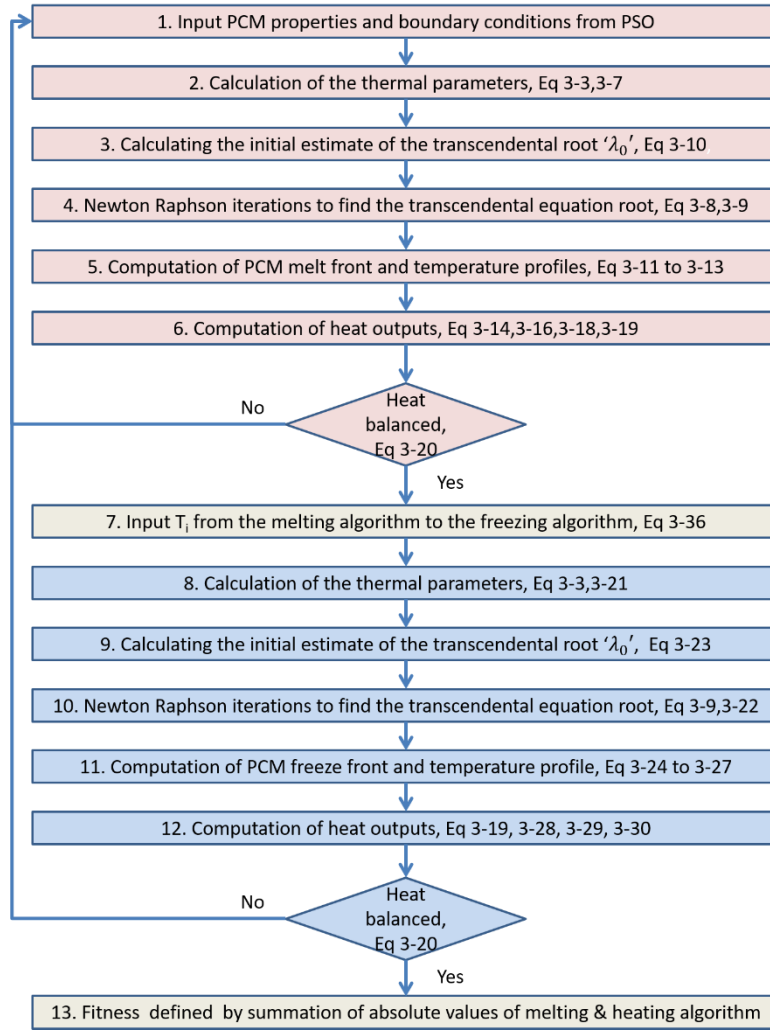 1. Input PCM properties and boundary conditions from PSO
2. Calculation of the thermal parameters, Eq 3-3,3-7
3. Calculating the initial estimate of the transcendental root ‘λ₀’, Eq 3-10,
4. Newton Raphson iterations to find the transcendental equation root, Eq 3-8,3-9
5. Computation of PCM melt front and temperature profiles, Eq 3-11 to 3-13
6. Computation of heat outputs, Eq 3-14,3-16,3-18,3-19
No
Heat
balanced,
Eq 3-20
Yes
7. Input Tᵢ from the melting algorithm to the freezing algorithm, Eq 3-36
8. Calculation of the thermal parameters, Eq 3-3,3-21
9. Calculating the initial estimate of the transcendental root ‘λ₀’, Eq 3-23
10. Newton Raphson iterations to find the transcendental equation root, Eq 3-9,3-22
11. Computation of PCM freeze front and temperature profile, Eq 3-24 to 3-27
12. Computation of heat outputs, Eq 3-19, 3-28, 3-29, 3-30
No
Heat
balanced,
Eq 3-20
Yes
13. Fitness defined by summation of absolute values of melting & heating algorithm